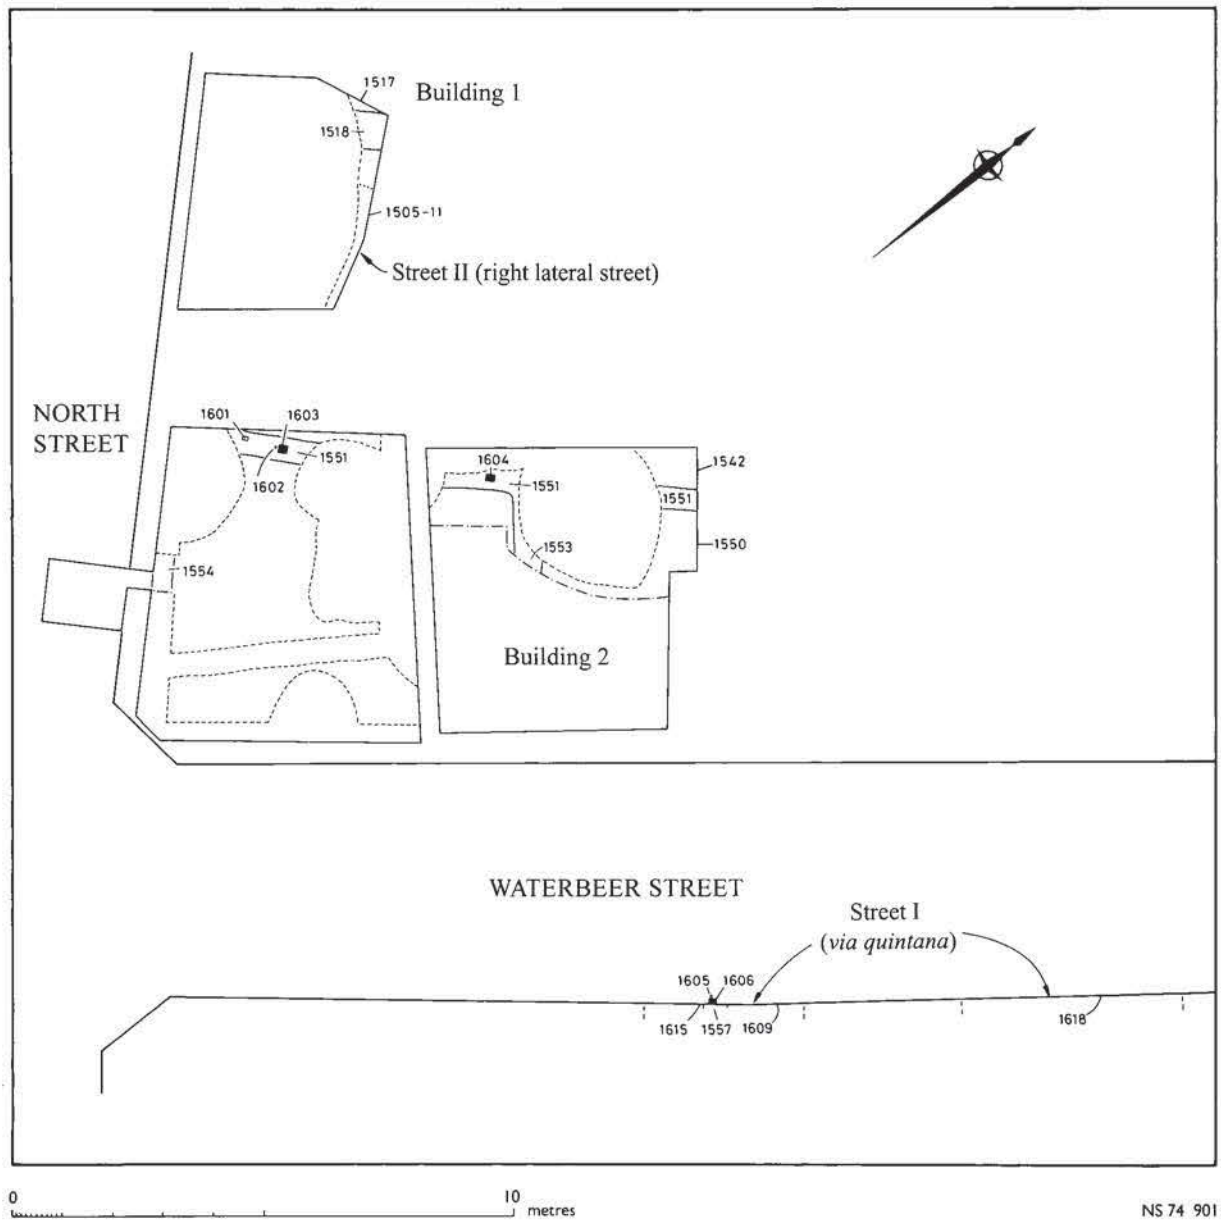 1517
Building 1
1518
1505-11
Street II (right lateral street)
NORTH
STREET
1601
1603
1551
1602
1604
1551
1542
1551
1553
1550
1554
Building 2
WATERBEER STREET
Street I
(via quintana)
1605
1606
1615
1557
1609
1618
0
10
metres
NS 74 901